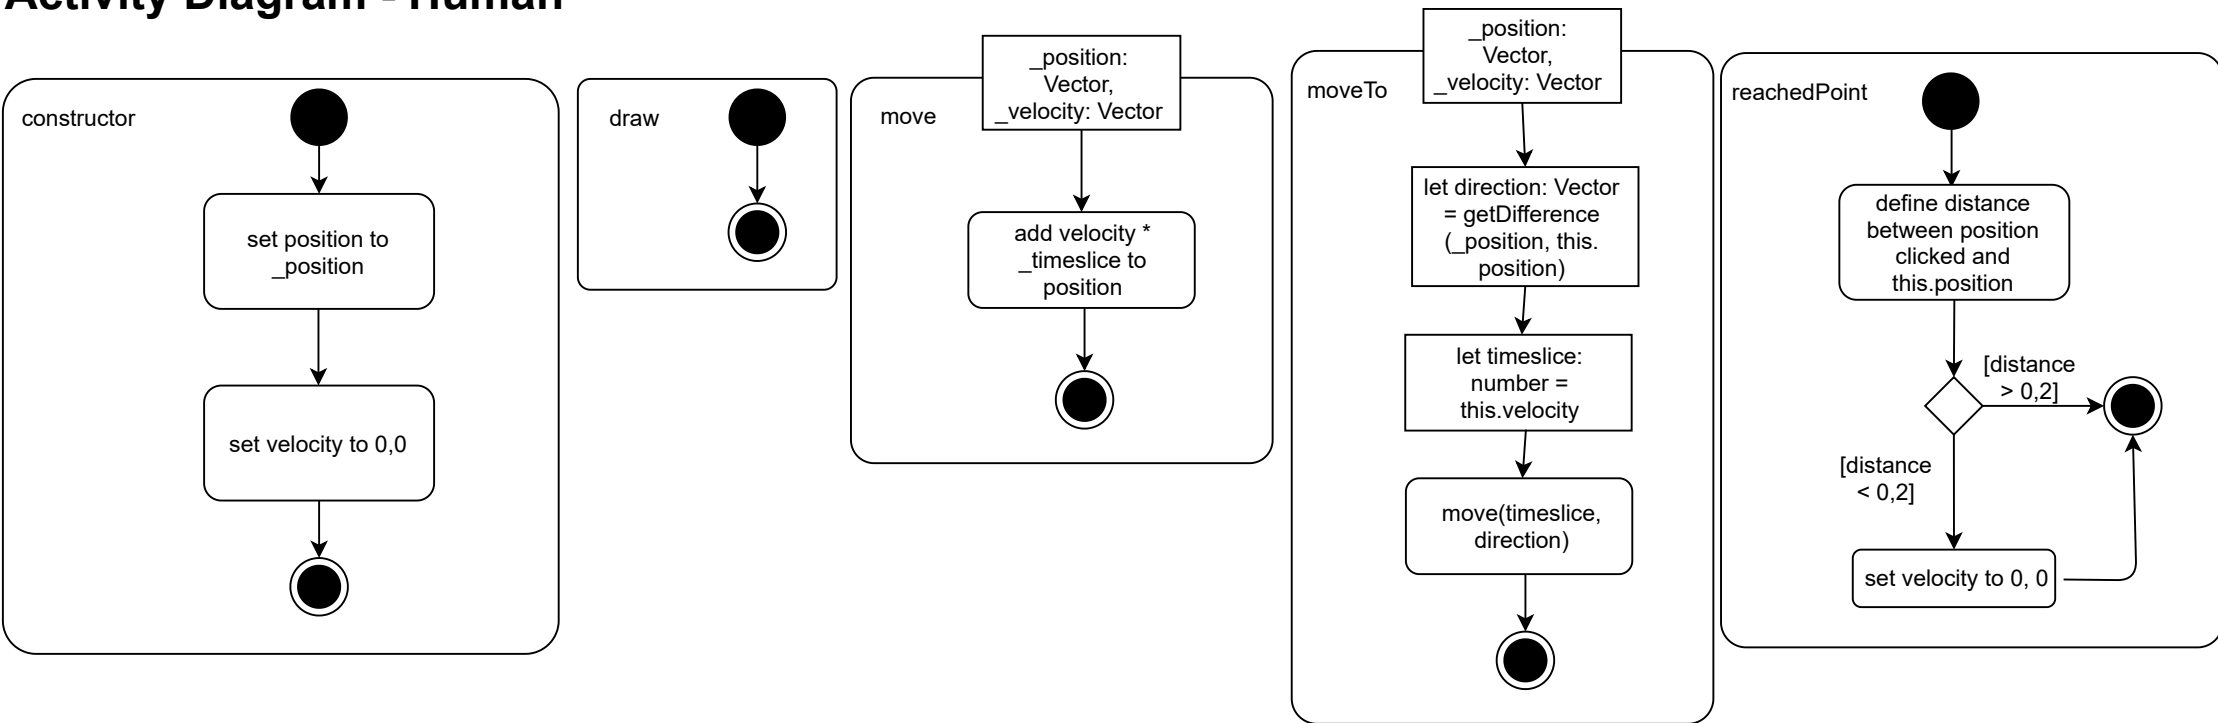 Activity Diagram - Human
constructor
set position to
_position
set velocity to 0,0
draw
_position:
Vector,
_velocity: Vector
move
add velocity *
_timeslice to
position
_position:
Vector,
_velocity: Vector
moveTo
let direction: Vector
= getDifference
(_position, this.
position)
let timeslice:
number =
this.velocity
move(timeslice,
direction)
reachedPoint
define distance
between position
clicked and
this.position
[distance
> 0,2]
[distance
< 0,2]
set velocity to 0, 0